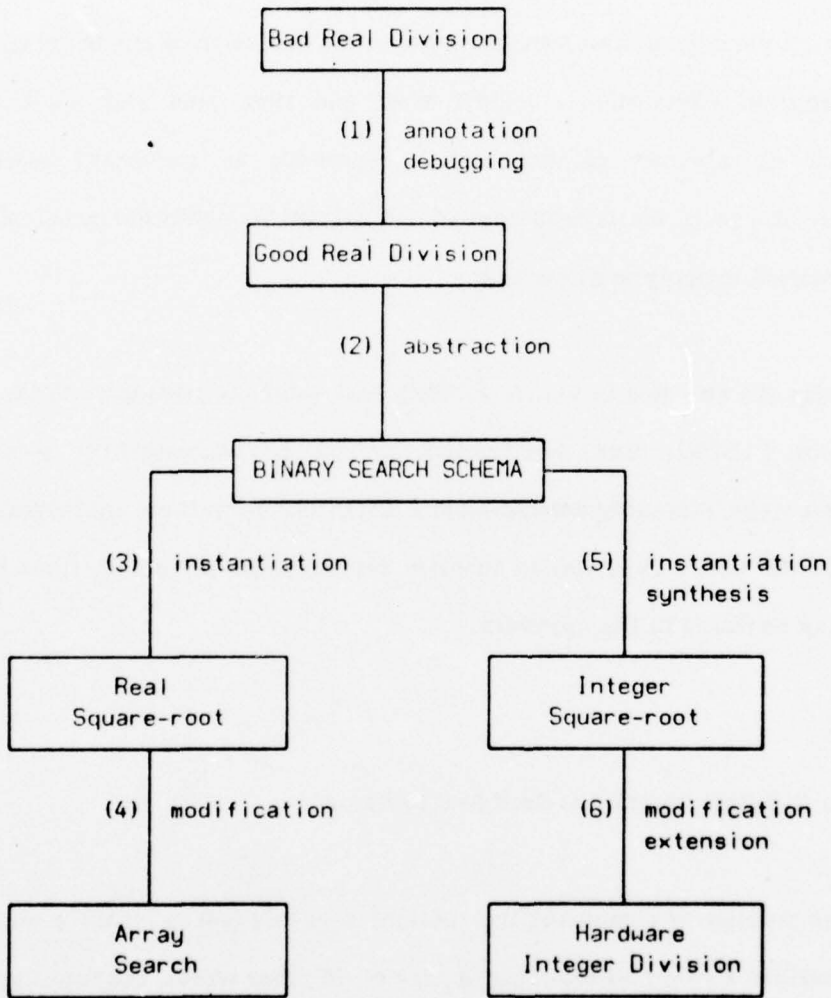 Bad Real Division
(1) annotation
debugging
Good Real Division
(2) abstraction
BINARY SEARCH SCHEMA
(3) instantiation
(5) instantiation
synthesis
Real
Square-root
Integer
Square-root
(4) modification
(6) modification
extension
Array
Search
Hardware
Integer Division